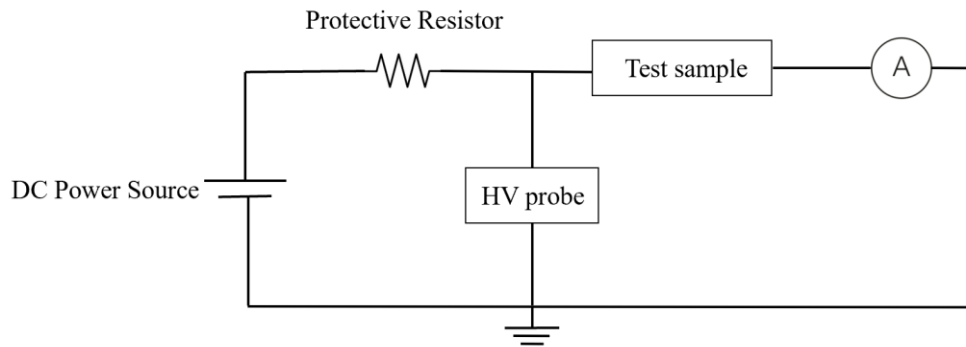 Protective Resistor
Test sample
A
DC Power Source
HV probe